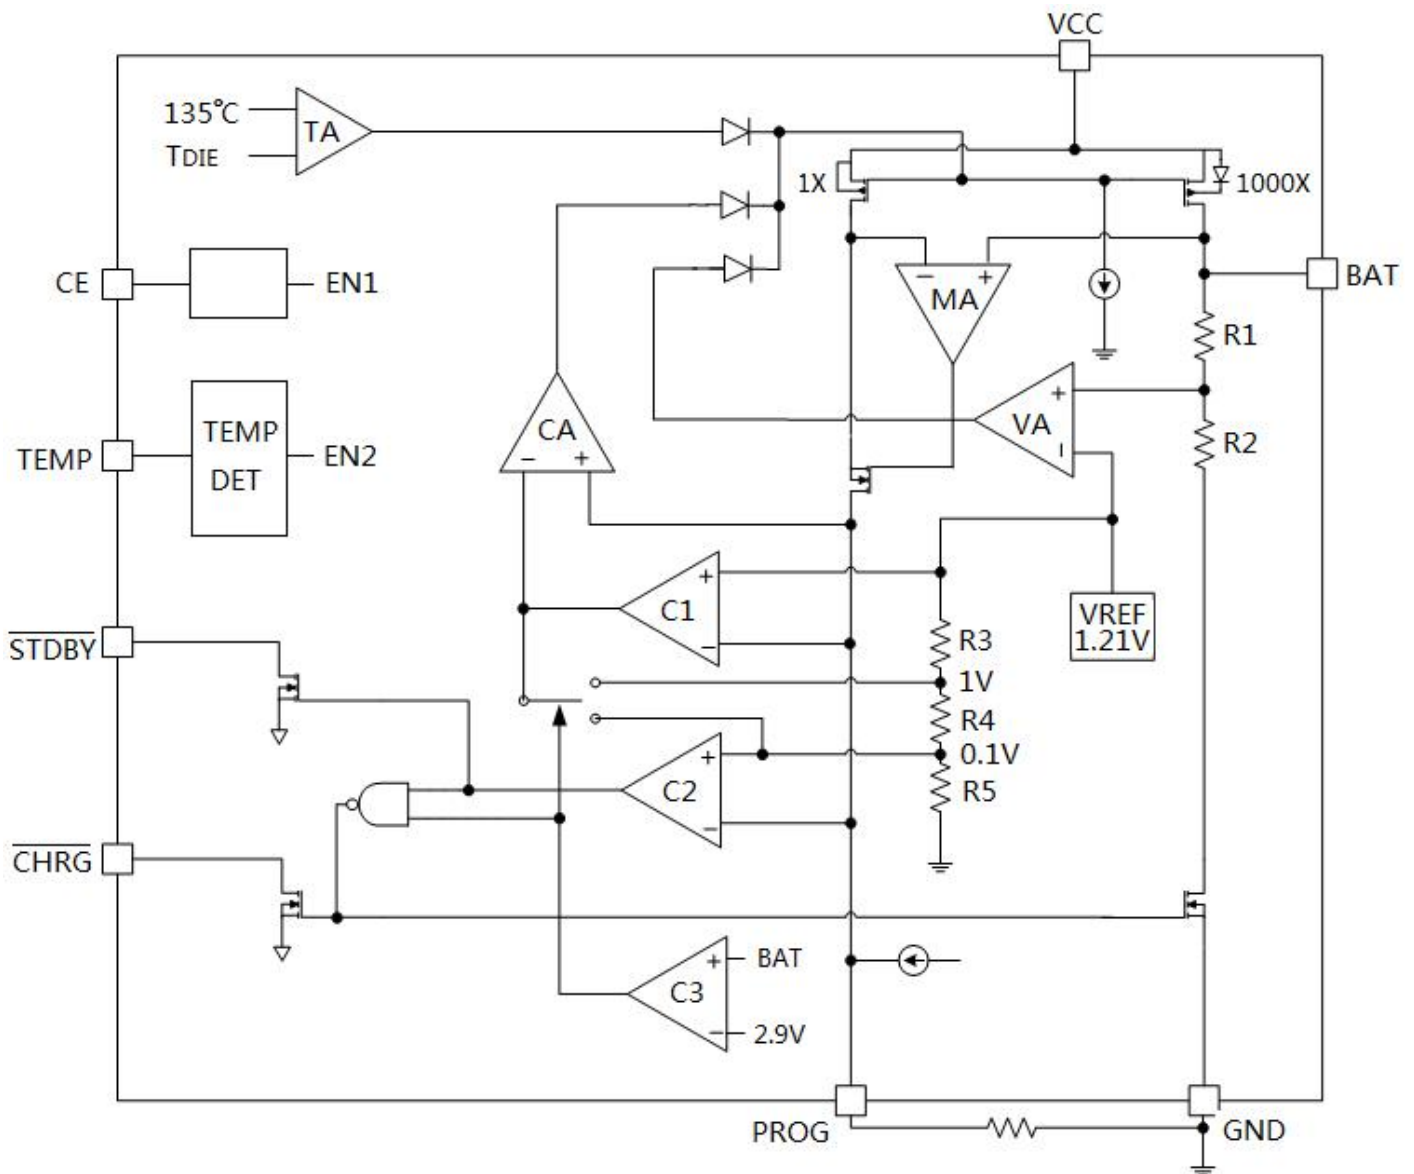 VCC
135℃
TA
TDIE
1X
1000X
CE
EN1
−
+
MA
BAT
R1
CA
−
+
+
VA
−
R2
TEMP
TEMP
DET
EN2
+
C1
−
VREF
1.21V
R3
1V
STDBY
R4
0.1V
+
C2
−
R5
CHRG
+
BAT
C3
−
2.9V
PROG
GND